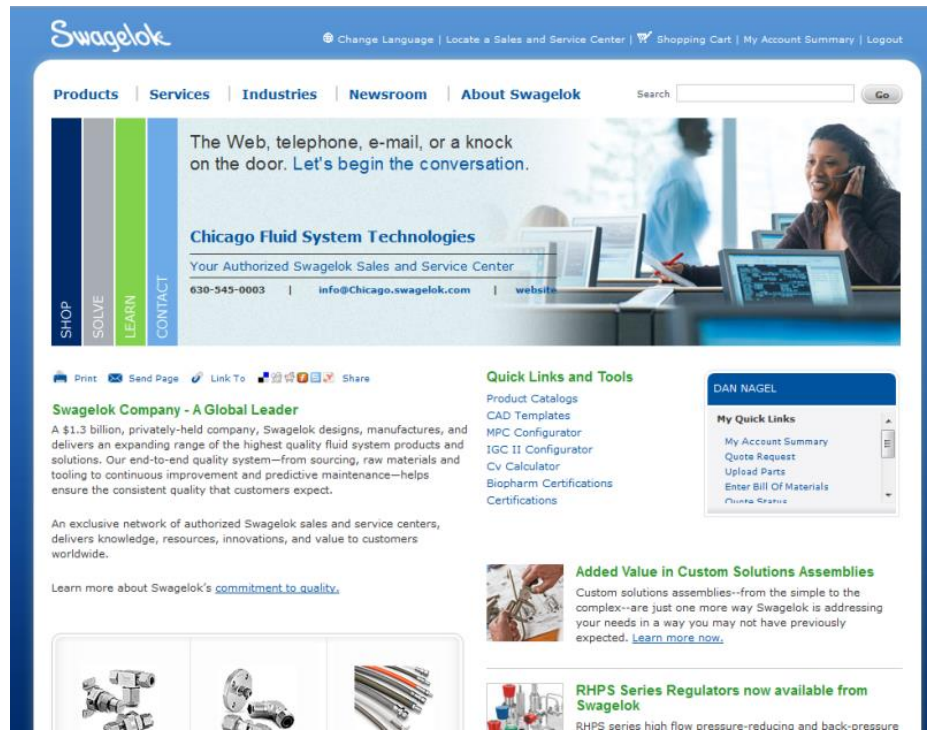 Swagelok
Change Language | Locate a Sales and Service Center | Shopping Cart | My Account Summary | Logout
Products | Services | Industries | Newsroom | About Swagelok Search Go
SHOP
SOLVE
LEARN
CONTACT
The Web, telephone, e-mail, or a knock
on the door. Let's begin the conversation.
Chicago Fluid System Technologies
Your Authorized Swagelok Sales and Service Center
630-545-0003 | info@Chicago.swagelok.com | website
Print Send Page Link To Share
Swagelok Company - A Global Leader
A $1.3 billion, privately-held company, Swagelok designs, manufactures, and
delivers an expanding range of the highest quality fluid system products and
solutions. Our end-to-end quality system—from sourcing, raw materials and
tooling to continuous improvement and predictive maintenance—helps
ensure the consistent quality that customers expect.
An exclusive network of authorized Swagelok sales and service centers,
delivers knowledge, resources, innovations, and value to customers
worldwide.
Learn more about Swagelok's commitment to quality.
Quick Links and Tools
Product Catalogs
CAD Templates
MPC Configurator
IGC II Configurator
Cv Calculator
Biopharm Certifications
Certifications
DAN NAGEL
My Quick Links
My Account Summary
Quote Request
Upload Parts
Enter Bill Of Materials
Quote Status
Added Value in Custom Solutions Assemblies
Custom solutions assemblies--from the simple to the
complex--are just one more way Swagelok is addressing
your needs in a way you may not have previously
expected. Learn more now.
RHPS Series Regulators now available from
Swagelok
RHPS series high flow pressure-reducing and back-pressure